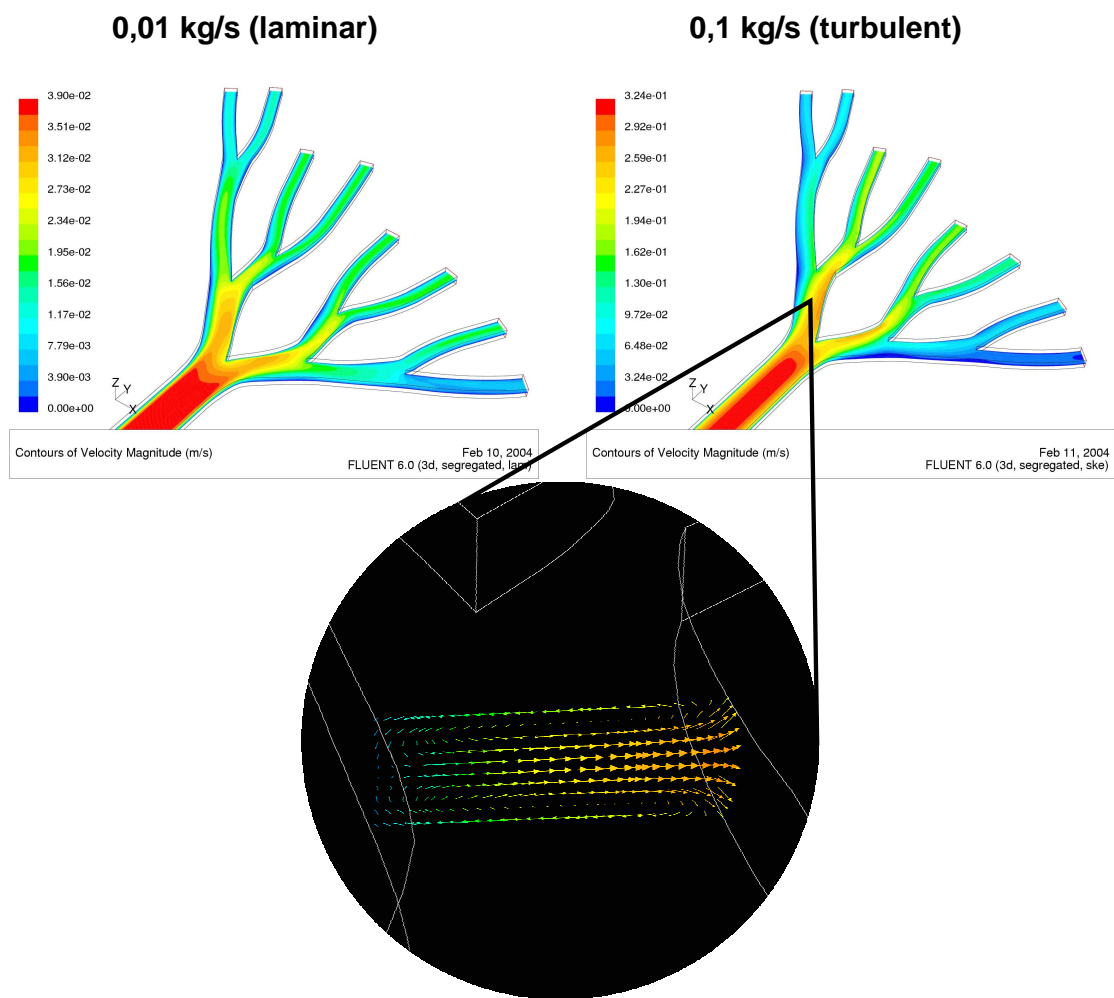 0,01 kg/s (laminar)
3.90e-02
3.51e-02
3.12e-02
2.73e-02
2.34e-02
1.95e-02
1.56e-02
1.17e-02
7.79e-03
3.90e-03
0.00e+00
Z
Y
X
Contours of Velocity Magnitude (m/s)
Feb 10, 2004
FLUENT 6.0 (3d, segregated, lam)
0,1 kg/s (turbulent)
3.24e-01
2.92e-01
2.59e-01
2.27e-01
1.94e-01
1.62e-01
1.30e-01
9.72e-02
6.48e-02
3.24e-02
0.00e+00
Z
Y
X
Contours of Velocity Magnitude (m/s)
Feb 11, 2004
FLUENT 6.0 (3d, segregated, ske)